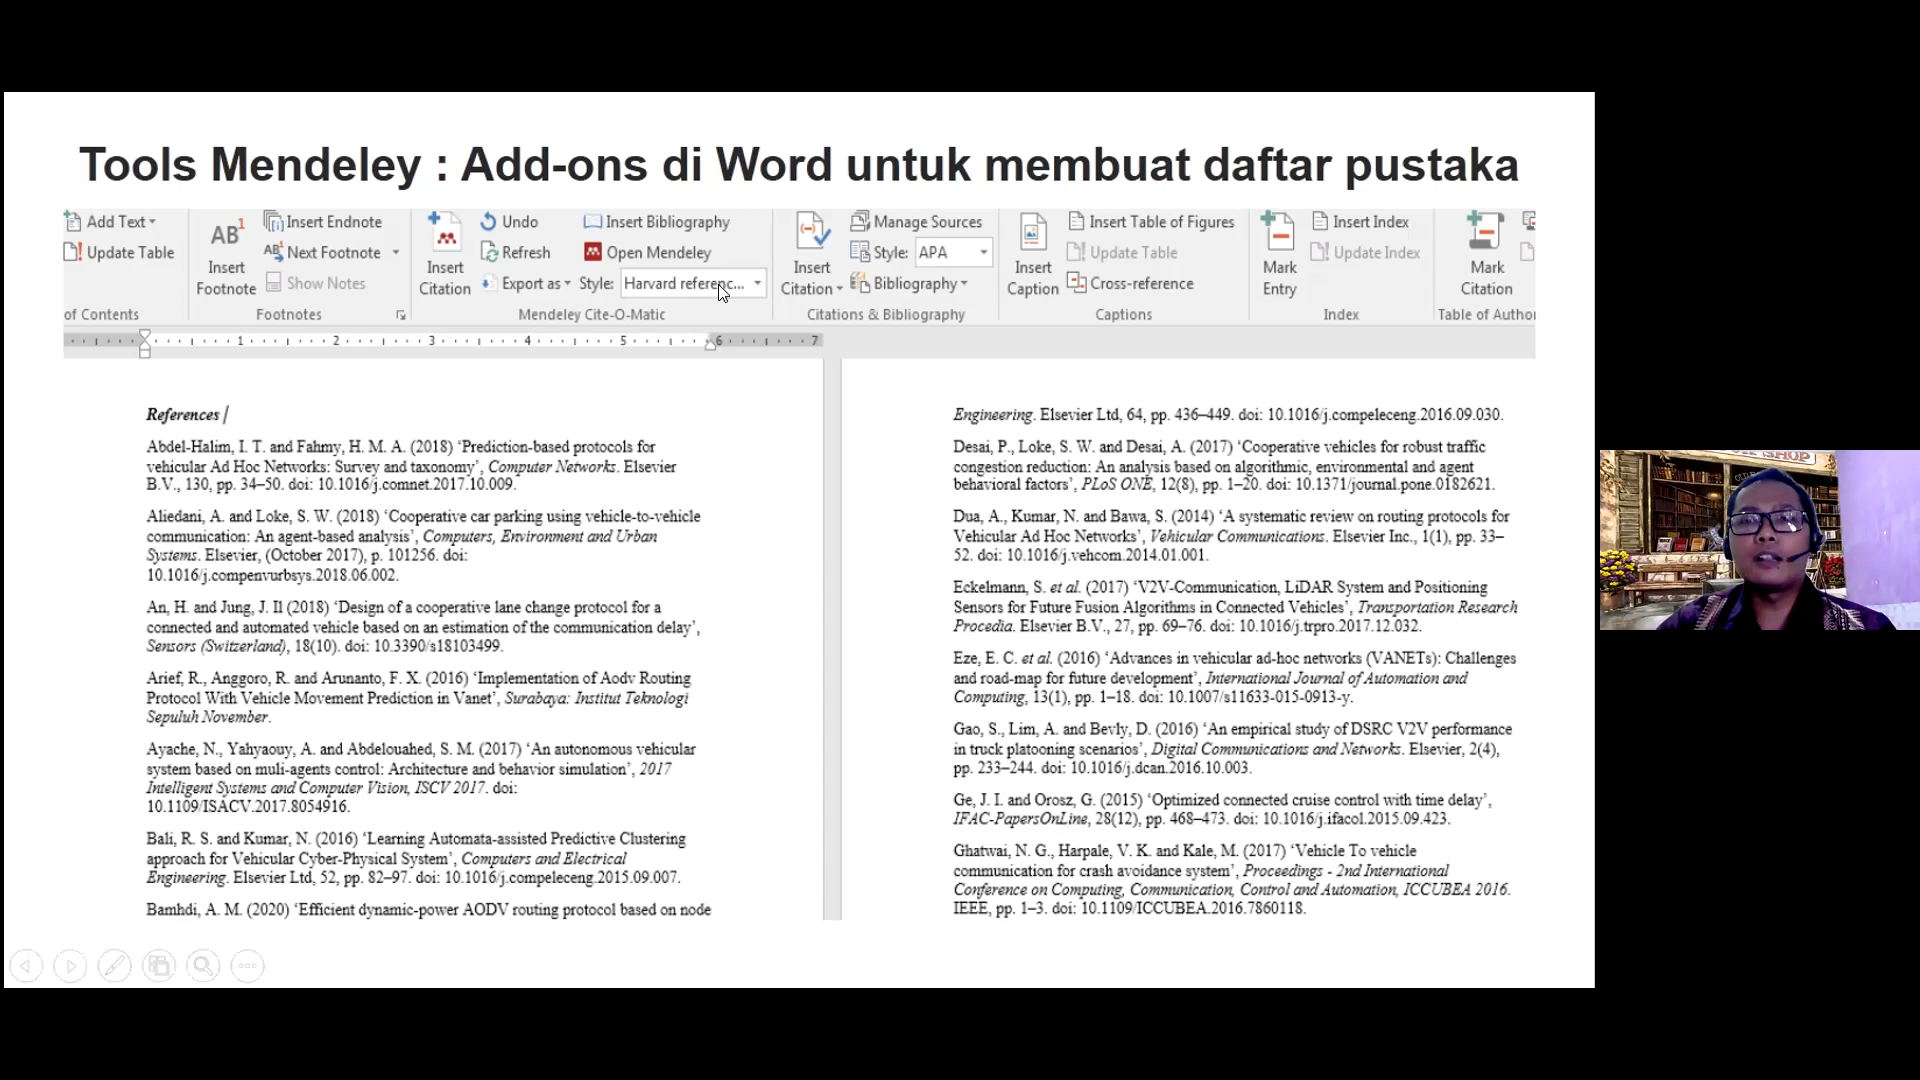 Tools Mendeley : Add-ons di Word untuk membuat daftar pustaka
Add Text
Update Table
of Contents
AB1
Insert
Footnote
Insert Endnote
Next Footnote
Show Notes
Footnotes
Insert
Citation
Undo
Refresh
Export as
Insert Bibliography
Open Mendeley
Style: Harvard referenc...
Mendeley Cite-O-Matic
Insert
Citation
Manage Sources
Style: APA
Bibliography
Citations & Bibliography
Insert
Caption
Insert Table of Figures
Update Table
Cross-reference
Captions
Mark
Entry
Insert Index
Update Index
Index
Mark
Citation
Table of Author
1 2 3 4 5 6 7
References
Abdel-Halim, I. T. and Fahmy, H. M. A. (2018) ‘Prediction-based protocols for
vehicular Ad Hoc Networks: Survey and taxonomy’, Computer Networks. Elsevier
B.V., 130, pp. 34–50. doi: 10.1016/j.comnet.2017.10.009.
Aliedani, A. and Loke, S. W. (2018) ‘Cooperative car parking using vehicle-to-vehicle
communication: An agent-based analysis’, Computers, Environment and Urban
Systems. Elsevier, (October 2017), p. 101256. doi:
10.1016/j.compenvurbsys.2018.06.002.
An, H. and Jung, J. Il (2018) ‘Design of a cooperative lane change protocol for a
connected and automated vehicle based on an estimation of the communication delay’,
Sensors (Switzerland), 18(10). doi: 10.3390/s18103499.
Arief, R., Anggoro, R. and Arunanto, F. X. (2016) ‘Implementation of Aodv Routing
Protocol With Vehicle Movement Prediction in Vanet’, Surabaya: Institut Teknologi
Sepuluh November.
Ayache, N., Yahyaouy, A. and Abdelouahed, S. M. (2017) ‘An autonomous vehicular
system based on muli-agents control: Architecture and behavior simulation’, 2017
Intelligent Systems and Computer Vision, ISCV 2017. doi:
10.1109/ISACV.2017.8054916.
Bali, R. S. and Kumar, N. (2016) ‘Learning Automata-assisted Predictive Clustering
approach for Vehicular Cyber-Physical System’, Computers and Electrical
Engineering. Elsevier Ltd, 52, pp. 82–97. doi: 10.1016/j.compeleceng.2015.09.007.
Bamhdi, A. M. (2020) ‘Efficient dynamic-power AODV routing protocol based on node
Engineering. Elsevier Ltd, 64, pp. 436–449. doi: 10.1016/j.compeleceng.2016.09.030.
Desai, P., Loke, S. W. and Desai, A. (2017) ‘Cooperative vehicles for robust traffic
congestion reduction: An analysis based on algorithmic, environmental and agent
behavioral factors’, PLoS ONE, 12(8), pp. 1–20. doi: 10.1371/journal.pone.0182621.
Dua, A., Kumar, N. and Bawa, S. (2014) ‘A systematic review on routing protocols for
Vehicular Ad Hoc Networks’, Vehicular Communications. Elsevier Inc., 1(1), pp. 33–
52. doi: 10.1016/j.vehcom.2014.01.001.
Eckelmann, S. et al. (2017) ‘V2V-Communication, LiDAR System and Positioning
Sensors for Future Fusion Algorithms in Connected Vehicles’, Transportation Research
Procedia. Elsevier B.V., 27, pp. 69–76. doi: 10.1016/j.trpro.2017.12.032.
Eze, E. C. et al. (2016) ‘Advances in vehicular ad-hoc networks (VANETs): Challenges
and road-map for future development’, International Journal of Automation and
Computing, 13(1), pp. 1–18. doi: 10.1007/s11633-015-0913-y.
Gao, S., Lim, A. and Bevly, D. (2016) ‘An empirical study of DSRC V2V performance
in truck platooning scenarios’, Digital Communications and Networks. Elsevier, 2(4),
pp. 233–244. doi: 10.1016/j.dcan.2016.10.003.
Ge, J. I. and Orosz, G. (2015) ‘Optimized connected cruise control with time delay’,
IFAC-PapersOnLine, 28(12), pp. 468–473. doi: 10.1016/j.ifacol.2015.09.423.
Ghatwai, N. G., Harpale, V. K. and Kale, M. (2017) ‘Vehicle To vehicle
communication for crash avoidance system’, Proceedings - 2nd International
Conference on Computing, Communication, Control and Automation, ICCUBEA 2016.
IEEE, pp. 1–3. doi: 10.1109/ICCUBEA.2016.7860118.
SHOP